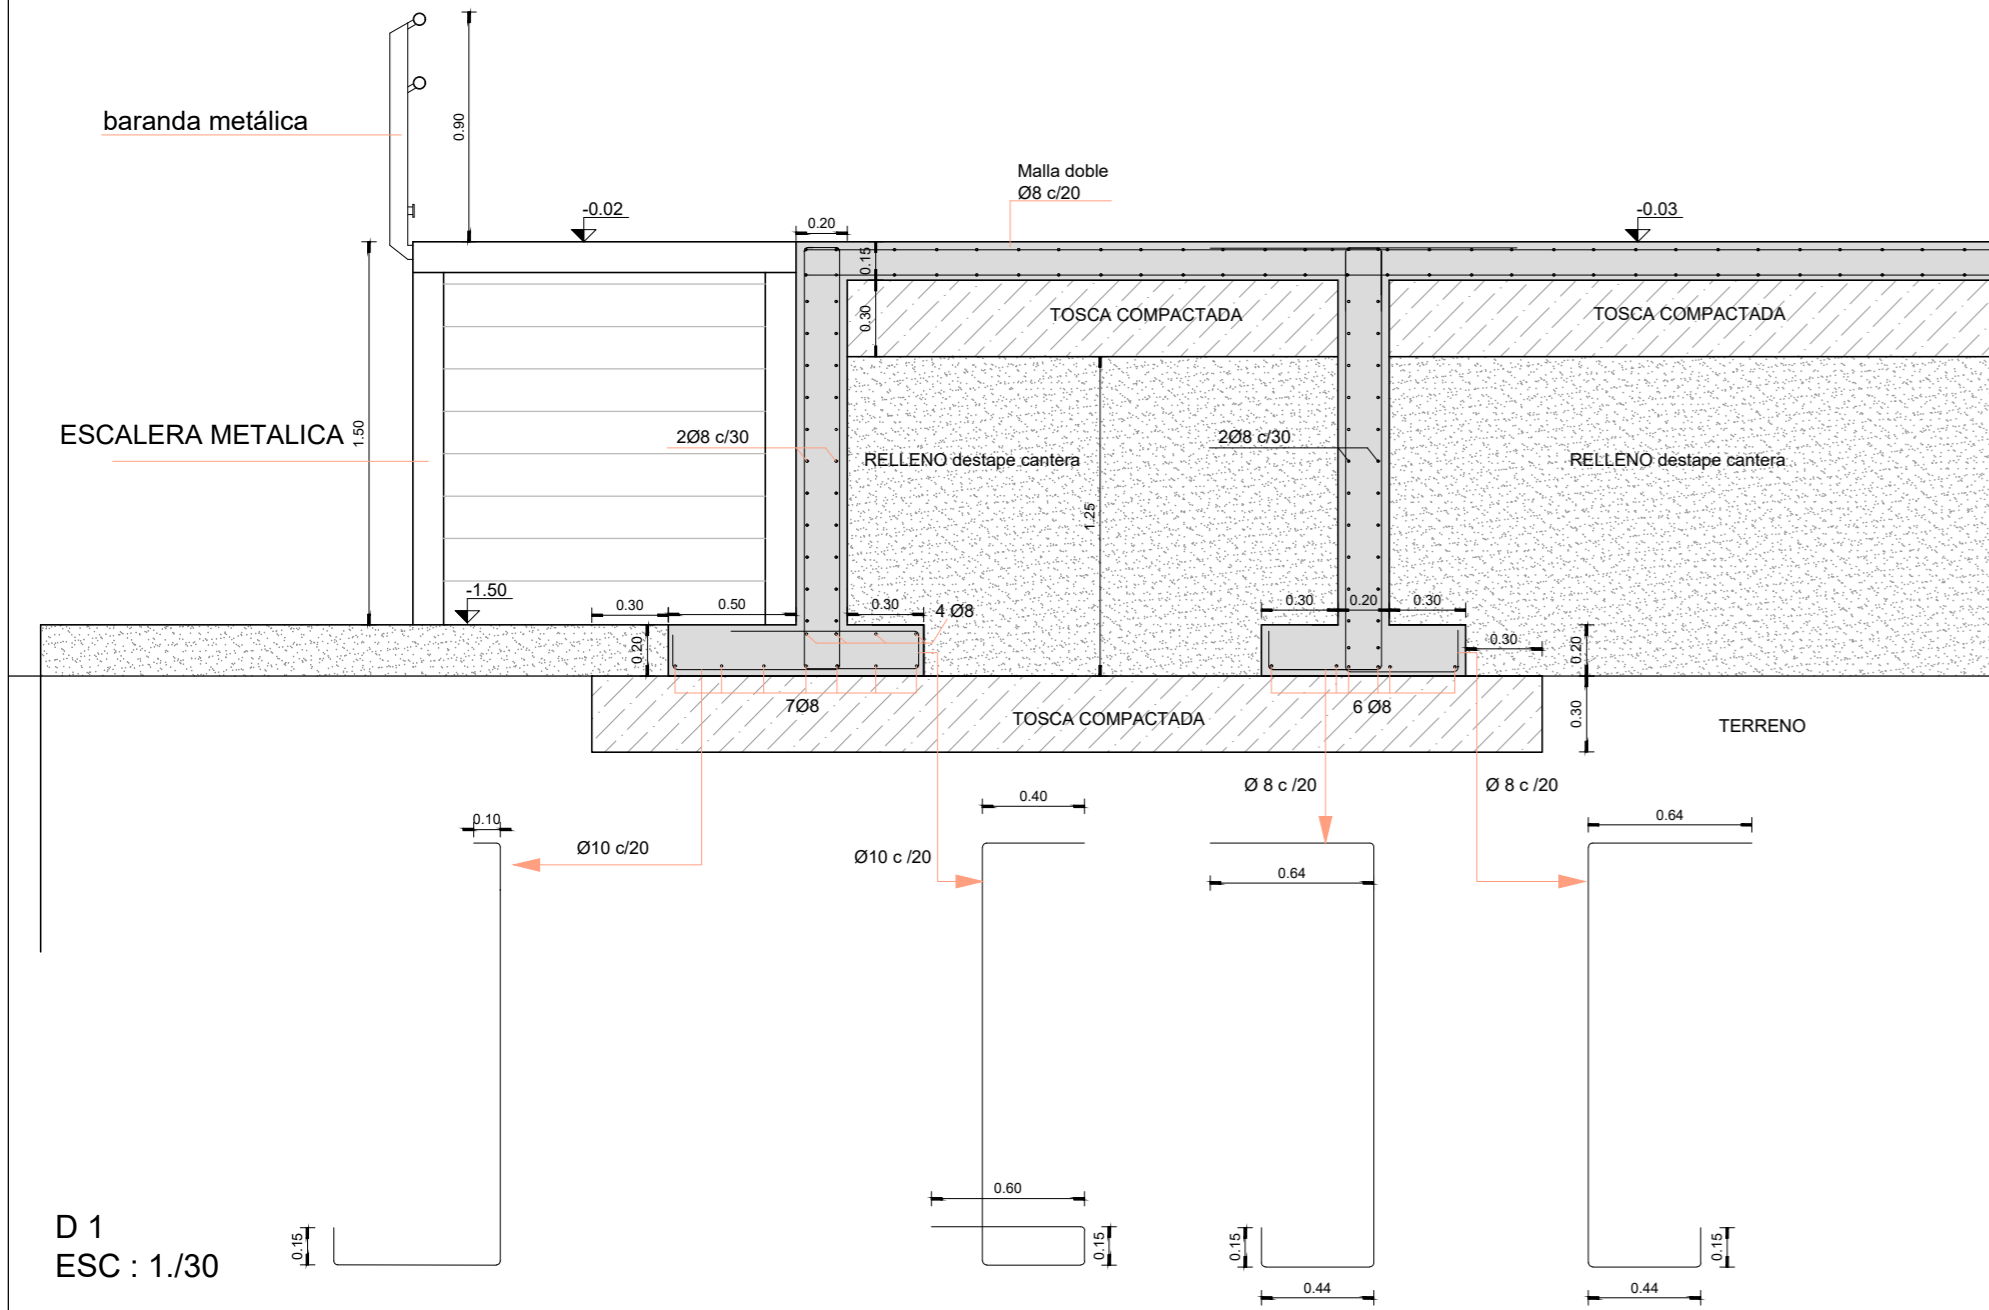 baranda metálica
0.90
Malla doble
Ø8 c/20
-0.02
0.20
-0.03
0.15
0.30
TOSCA COMPACTADA
TOSCA COMPACTADA
ESCALERA METALICA
1.50
2Ø8 c/30
RELLENO destape cantera
2Ø8 c/30
RELLENO destape cantera
1.25
-1.50
0.30
0.50
0.30
4 Ø8
0.30
0.20
0.30
0.20
0.30
0.20
7Ø8
TOSCA COMPACTADA
6 Ø8
0.30
TERRENO
Ø 8 c /20
Ø 8 c /20
0.10
0.40
0.64
Ø10 c/20
Ø10 c /20
0.64
0.60
D 1
ESC : 1./30
0.15
0.15
0.15
0.15
0.44
0.44